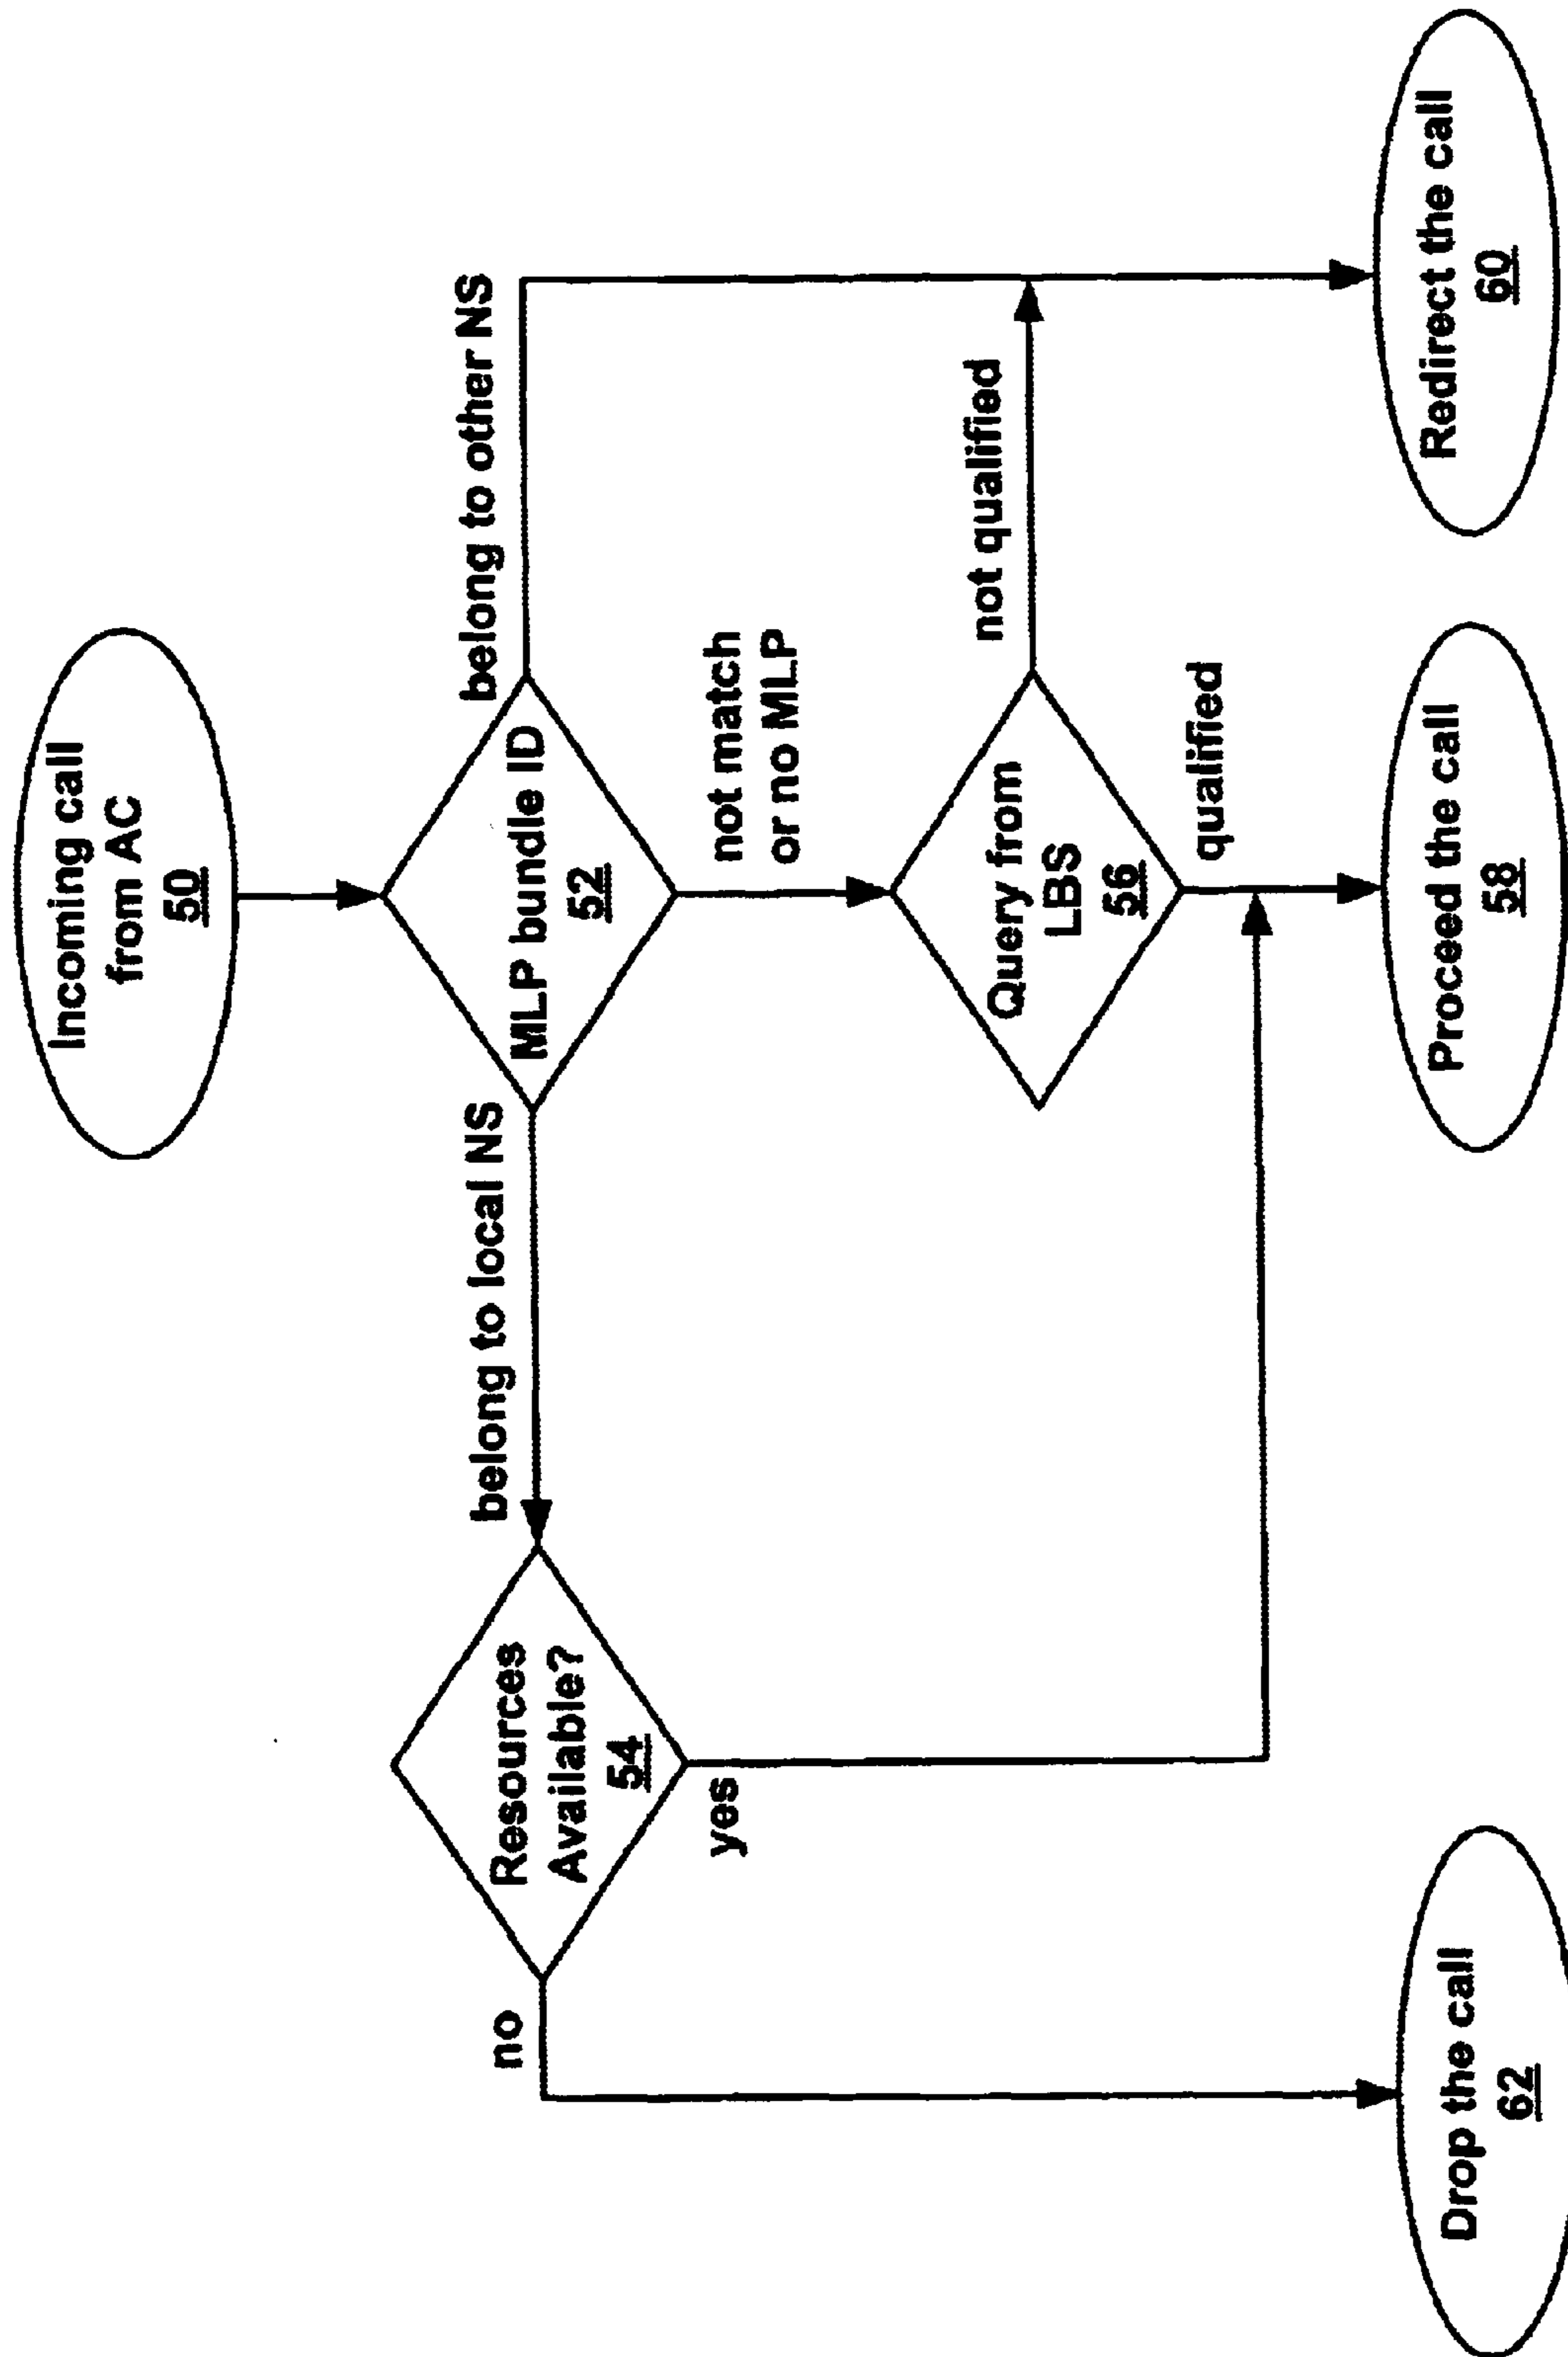 Incoming call
from AC
50
MLP bundle ID
52
belong to local NS
belong to other NS
not match
or no MLP
Resources
Available?
54
no
yes
Query from
LBS
56
not qualified
qualified
Drop the call
62
Proceed the call
58
Redirect the call
60